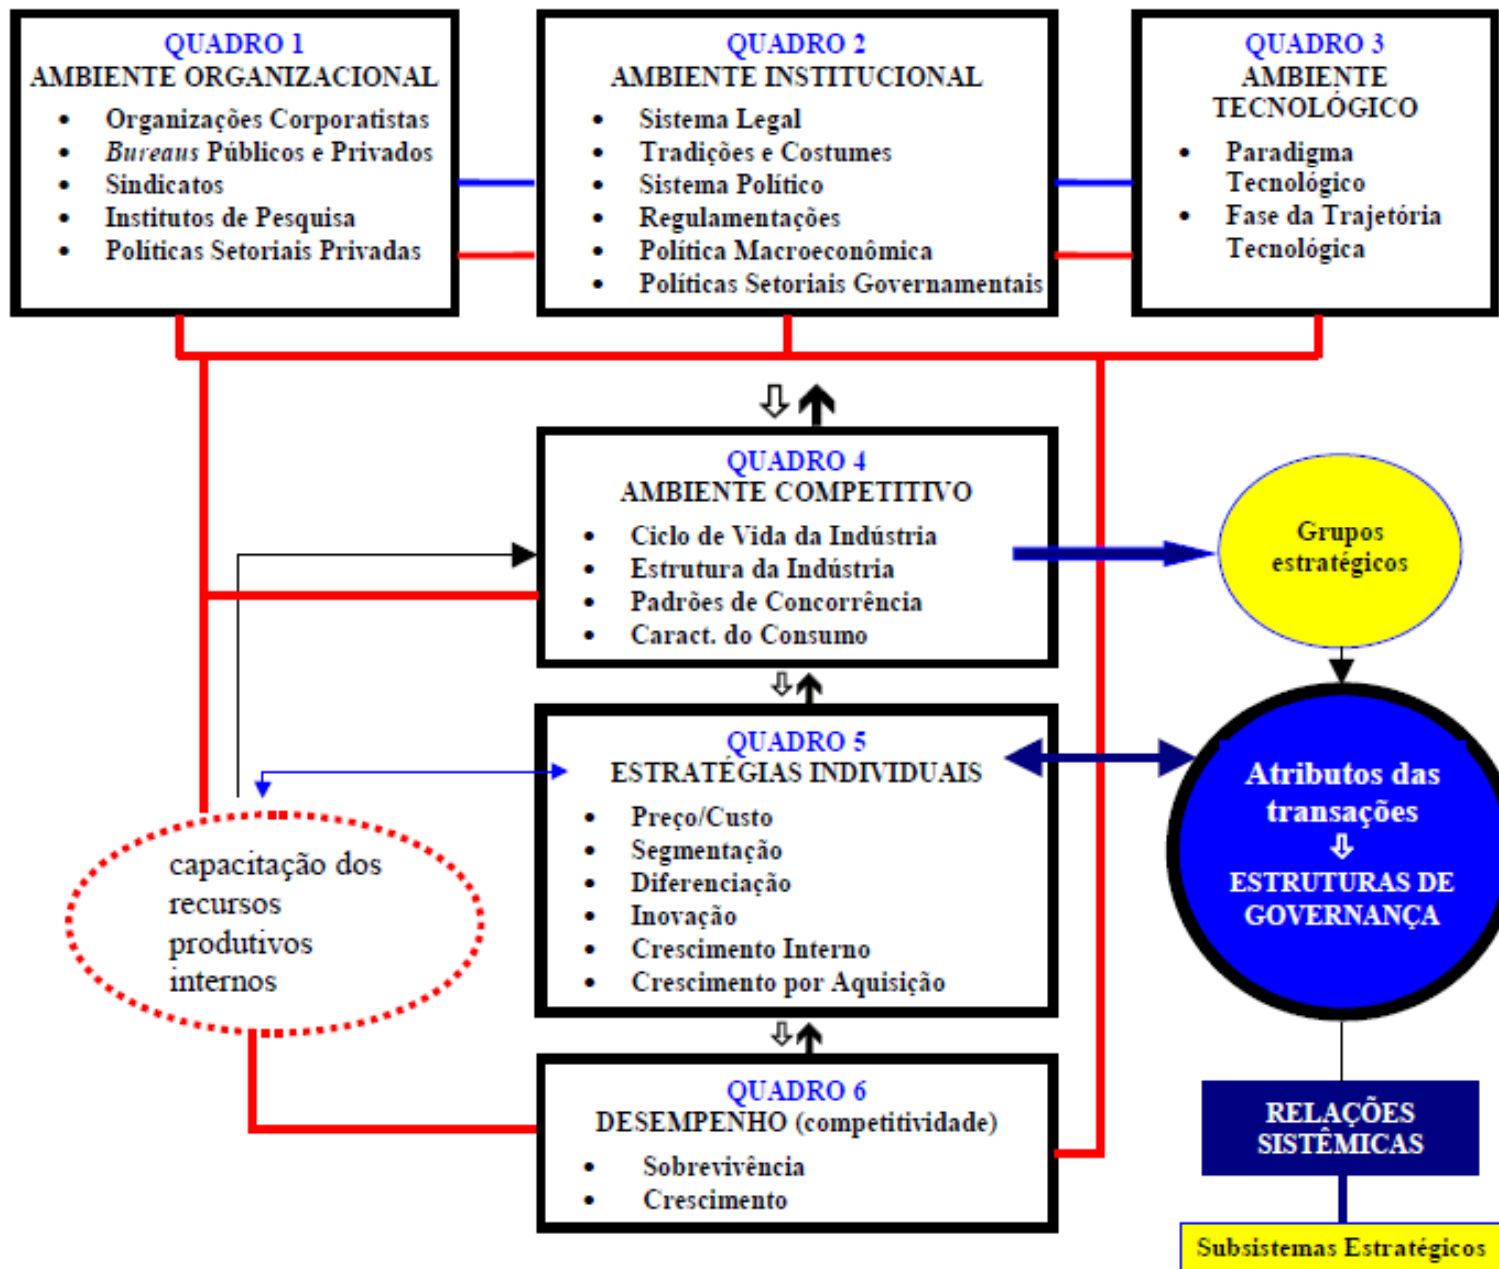 QUADRO 1
AMBIENTE ORGANIZACIONAL
• Organizações Corporatistas
• Bureaus Públicos e Privados
• Sindicatos
• Institutos de Pesquisa
• Políticas Setoriais Privadas
QUADRO 2
AMBIENTE INSTITUCIONAL
• Sistema Legal
• Tradições e Costumes
• Sistema Político
• Regulamentações
• Política Macroeconômica
• Políticas Setoriais Governamentais
QUADRO 3
AMBIENTE
TECNOLÓGICO
• Paradigma
Tecnológico
• Fase da Trajetória
Tecnológica
QUADRO 4
AMBIENTE COMPETITIVO
• Ciclo de Vida da Indústria
• Estrutura da Indústria
• Padrões de Concorrência
• Caract. do Consumo
Grupos
estratégicos
QUADRO 5
ESTRATÉGIAS INDIVIDUAIS
• Preço/Custo
• Segmentação
• Diferenciação
• Inovação
• Crescimento Interno
• Crescimento por Aquisição
Atributos das
transações
ESTRUTURAS DE
GOVERNANÇA
capacitação dos
recursos
produtivos
internos
QUADRO 6
DESEMPENHO (competitividade)
• Sobrevivência
• Crescimento
RELAÇÕES
SISTÊMICAS
Subsistemas Estratégicos